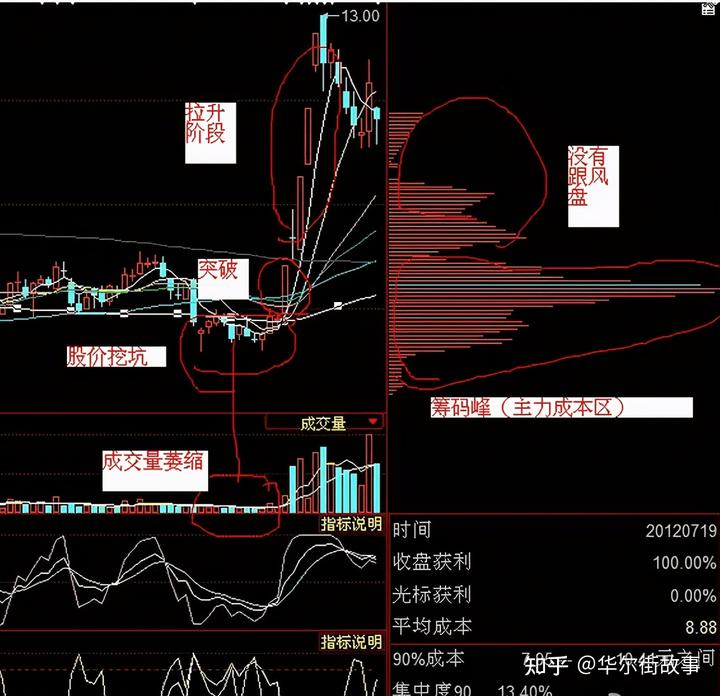 13.00
拉升
阶段
没有
跟风
盘
突破
股价挖坑
筹码峰（主力成本区）
成交量
成交量萎缩
指标说明
时间 20120719
收盘获利 100.00%
光标获利 0.00%
平均成本 8.88
指标说明
90%成本
知乎 @华尔街故事
集中度90 13.40%